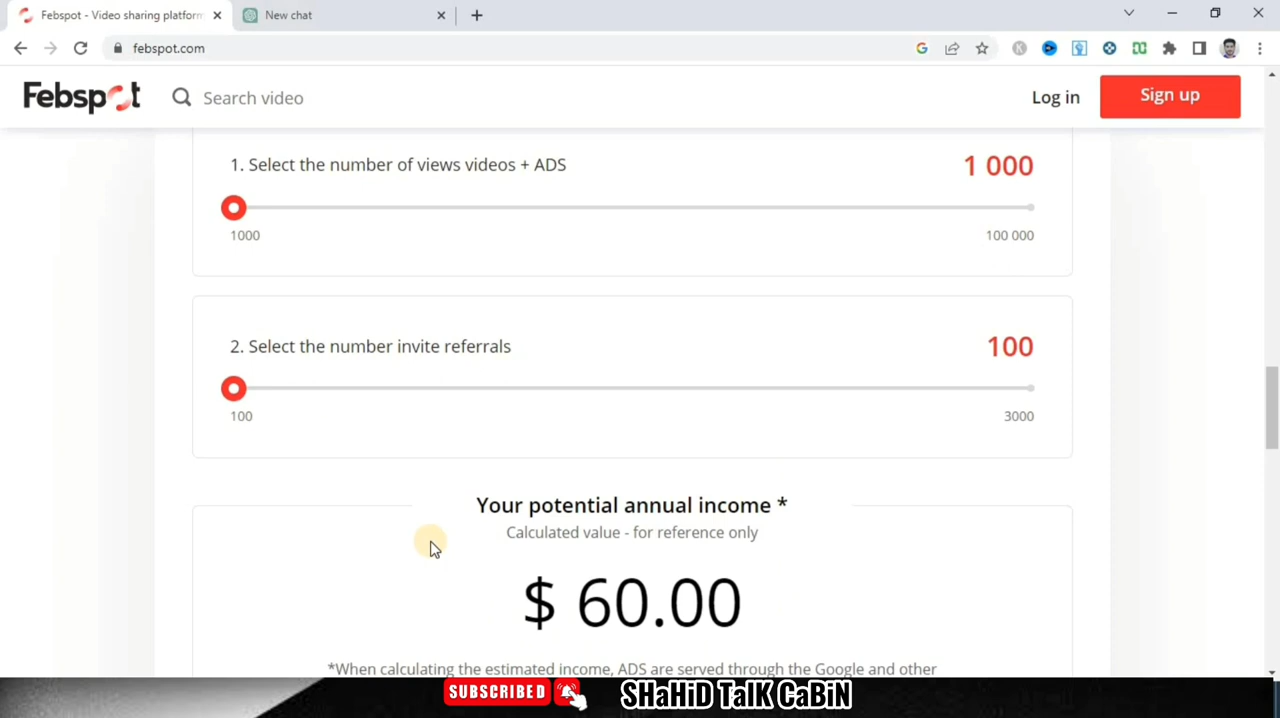 Febspot - Video sharing platform
New chat
febspot.com
Febspot
Search video
Log in
Sign up
1. Select the number of views videos + ADS
1 000
1000
100 000
2. Select the number invite referrals
100
100
3000
Your potential annual income *
Calculated value - for reference only
$ 60.00
*When calculating the estimated income, ADS are served through the Google and other
SUBSCRIBED
SHaHiD TalK CaBiN